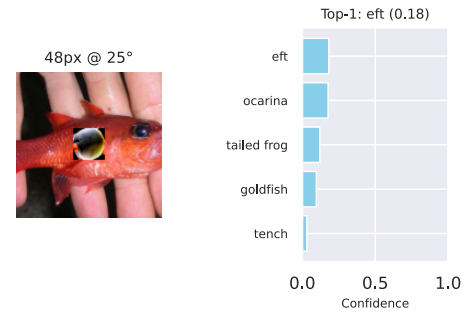 48px @ 25°
Top-1: eft (0.18)
eft
ocarina
tailed frog
goldfish
tench
0.0
0.5
1.0
Confidence